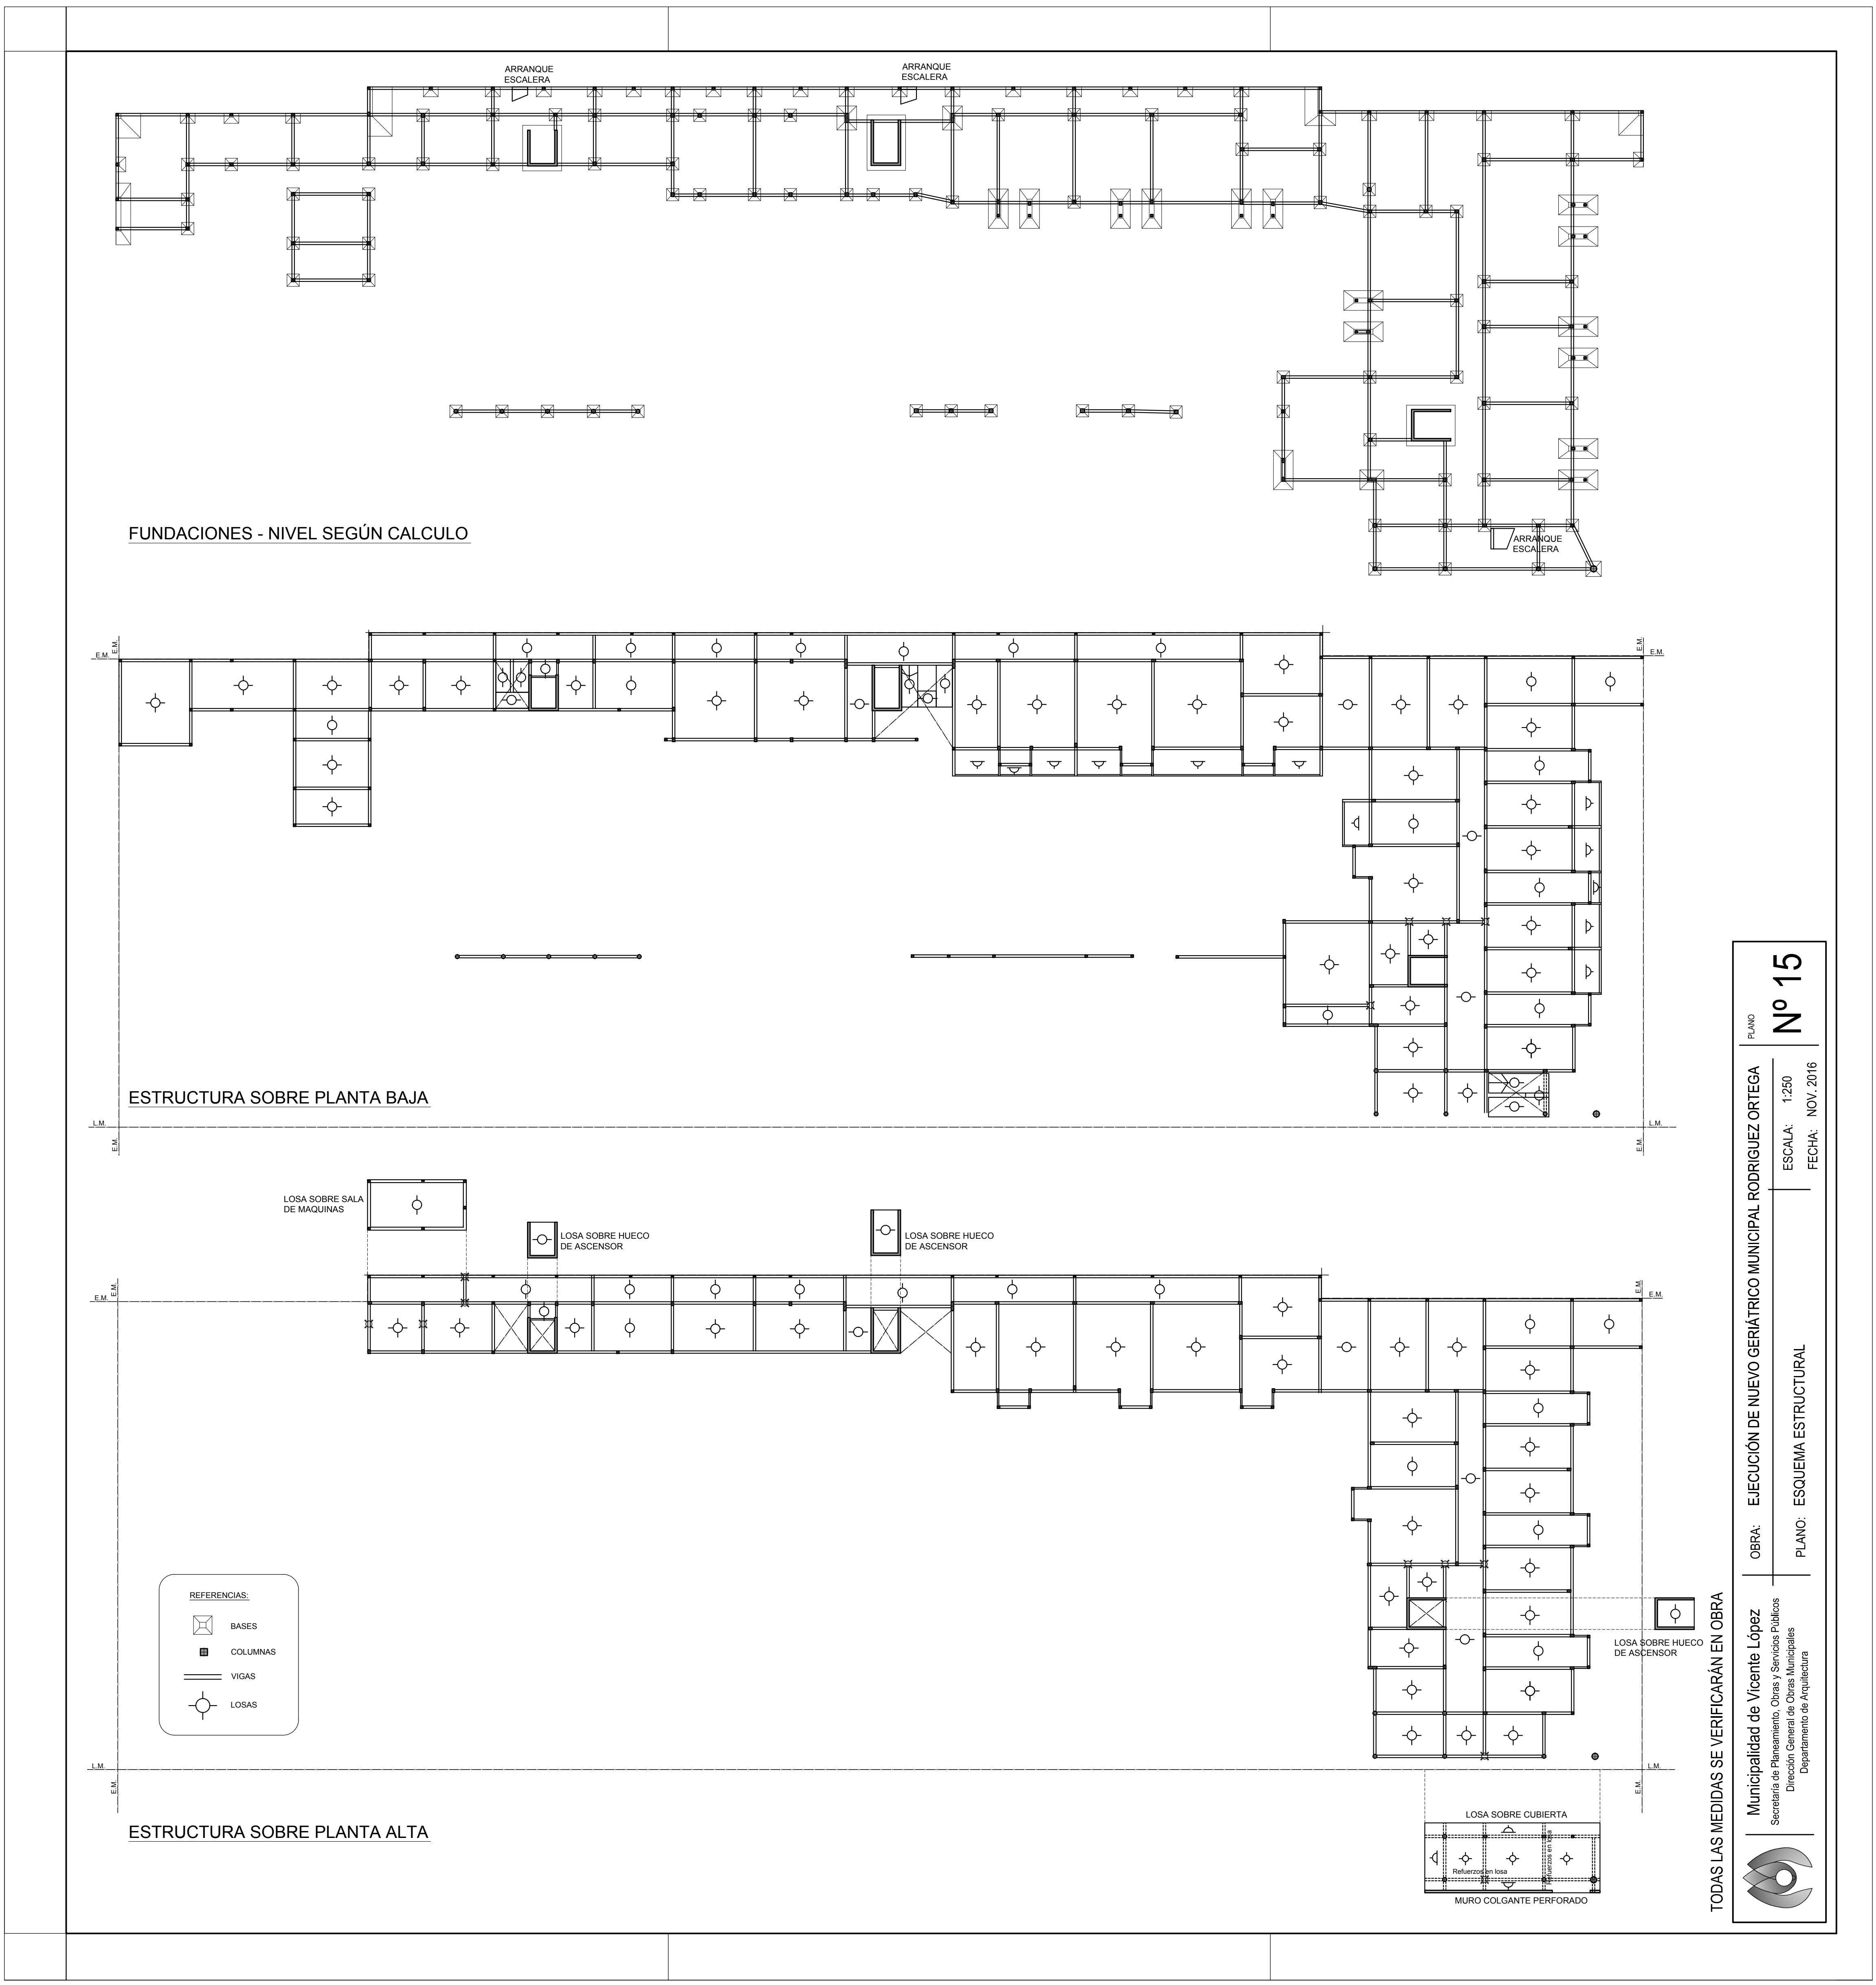 ARRANQUE
ESCALERA
ARRANQUE
ESCALERA
ARRANQUE
ESCALERA
FUNDACIONES - NIVEL SEGÚN CALCULO
E.M.
E.M.
E.M.
E.M.
ESTRUCTURA SOBRE PLANTA BAJA
L.M.
L.M.
E.M.
E.M.
LOSA SOBRE SALA
DE MAQUINAS
LOSA SOBRE HUECO
DE ASCENSOR
LOSA SOBRE HUECO
DE ASCENSOR
E.M.
E.M.
E.M.
E.M.
REFERENCIAS:
BASES
COLUMNAS
VIGAS
LOSAS
LOSA SOBRE HUECO
DE ASCENSOR
L.M.
L.M.
E.M.
E.M.
ESTRUCTURA SOBRE PLANTA ALTA
LOSA SOBRE CUBIERTA
Refuerzos en losa
Refuerzos en losa
MURO COLGANTE PERFORADO
TODAS LAS MEDIDAS SE VERIFICARÁN EN OBRA
Municipalidad de Vicente López
Secretaría de Planeamiento, Obras y Servicios Públicos
Dirección General de Obras Municipales
Departamento de Arquitectura
OBRA: EJECUCIÓN DE NUEVO GERIÁTRICO MUNICIPAL RODRIGUEZ ORTEGA
PLANO: ESQUEMA ESTRUCTURAL
ESCALA: 1:250
FECHA: NOV. 2016
PLANO
Nº 15